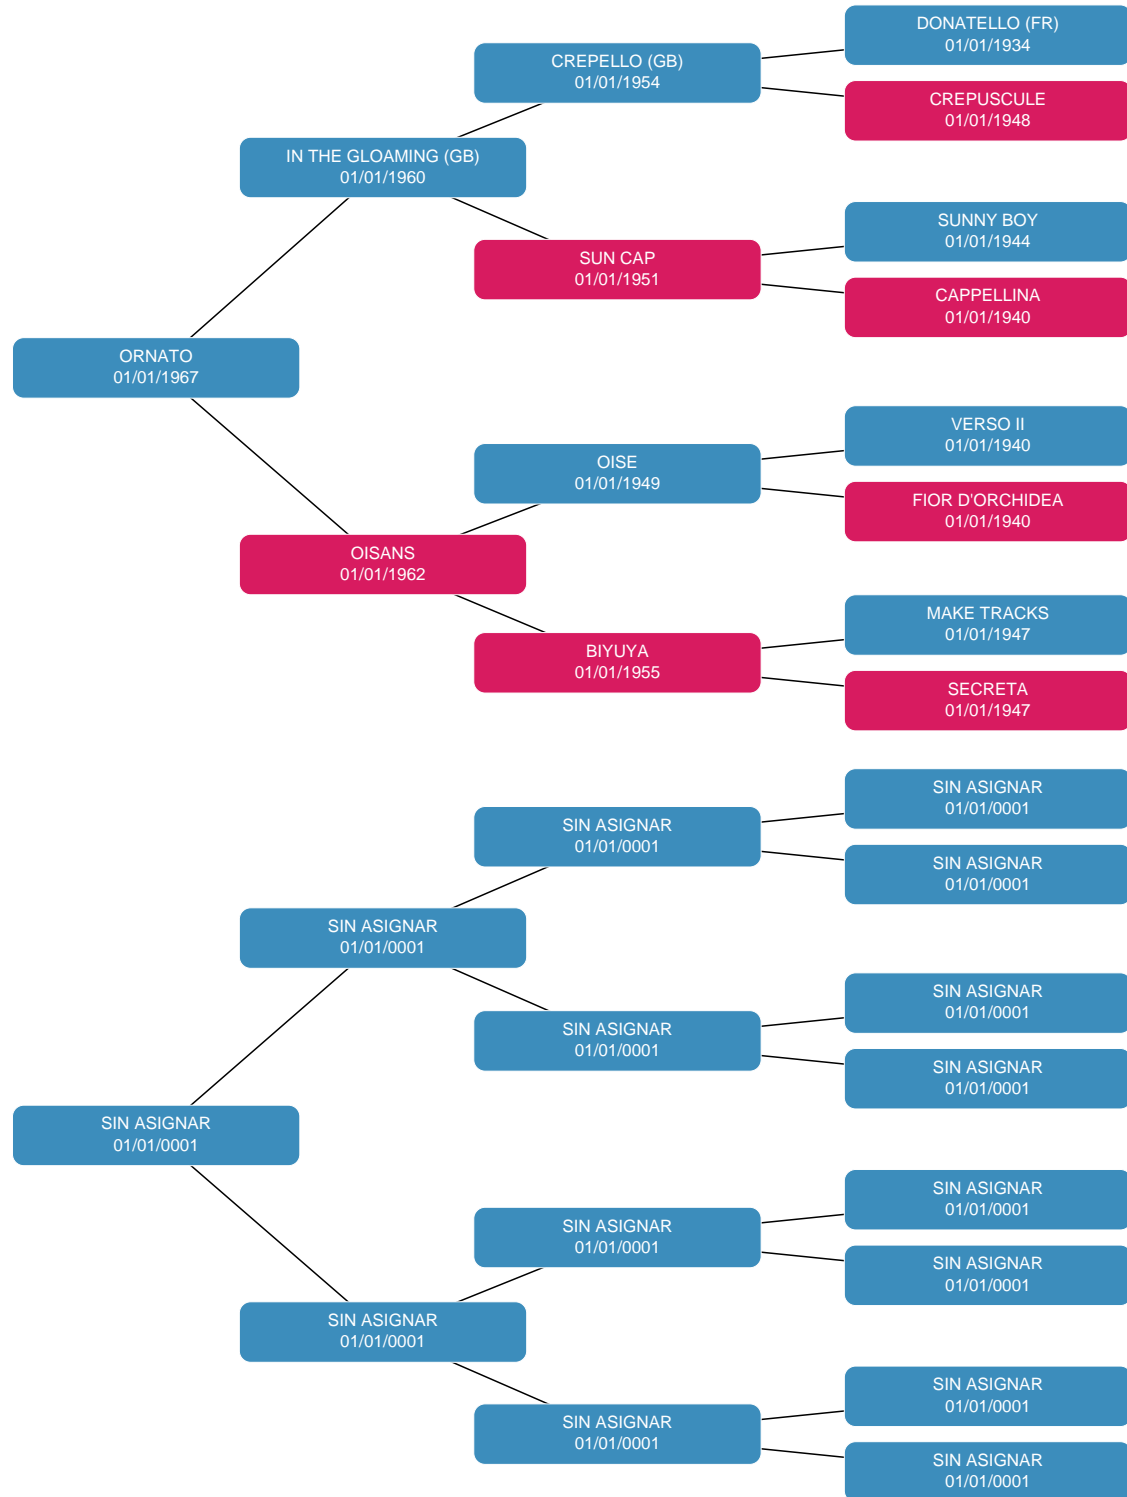 DONATELLO (FR)
01/01/1934
CREPELLO (GB)
01/01/1954
CREPUSCULE
01/01/1948
IN THE GLOAMING (GB)
01/01/1960
SUNNY BOY
01/01/1944
SUN CAP
01/01/1951
CAPPELLINA
01/01/1940
ORNATO
01/01/1967
VERSO II
01/01/1940
OISE
01/01/1949
FIOR D'ORCHIDEA
01/01/1940
OISANS
01/01/1962
MAKE TRACKS
01/01/1947
BIYUYA
01/01/1955
SECRETA
01/01/1947
SIN ASIGNAR
01/01/0001
SIN ASIGNAR
01/01/0001
SIN ASIGNAR
01/01/0001
SIN ASIGNAR
01/01/0001
SIN ASIGNAR
01/01/0001
SIN ASIGNAR
01/01/0001
SIN ASIGNAR
01/01/0001
SIN ASIGNAR
01/01/0001
SIN ASIGNAR
01/01/0001
SIN ASIGNAR
01/01/0001
SIN ASIGNAR
01/01/0001
SIN ASIGNAR
01/01/0001
SIN ASIGNAR
01/01/0001
SIN ASIGNAR
01/01/0001
SIN ASIGNAR
01/01/0001